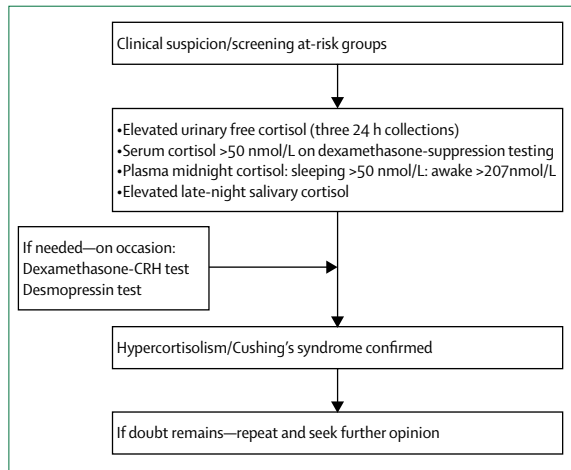 Clinical suspicion/screening at-risk groups
•Elevated urinary free cortisol (three 24 h collections)
•Serum cortisol >50 nmol/L on dexamethasone-suppression testing
•Plasma midnight cortisol: sleeping >50 nmol/L: awake >207nmol/L
•Elevated late-night salivary cortisol
If needed—on occasion:
Dexamethasone-CRH test
Desmopressin test
Hypercortisolism/Cushing's syndrome confirmed
If doubt remains—repeat and seek further opinion